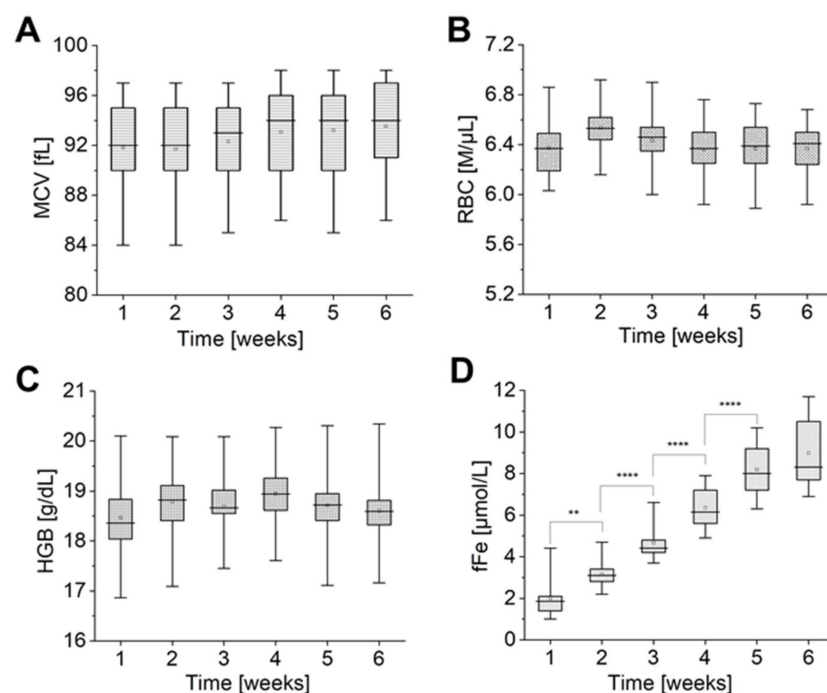 A
MCV [fL]
100
96
92
88
84
80
1 2 3 4 5 6
Time [weeks]
B
RBC [M/µL]
7.2
6.8
6.4
6.0
5.6
5.2
1 2 3 4 5 6
Time [weeks]
C
HGB [g/dL]
21
20
19
18
17
16
1 2 3 4 5 6
Time [weeks]
D
fFe [µmol/L]
12
10
8
6
4
2
0
**
****
****
****
1 2 3 4 5 6
Time [weeks]